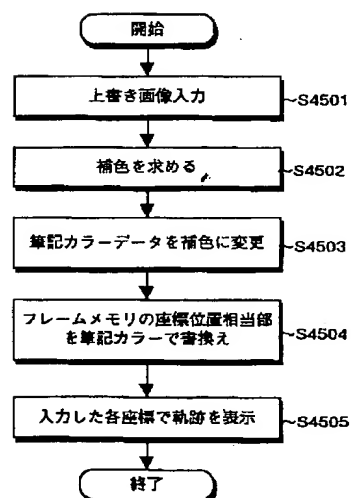 開始
上書き画像入力
~S4501
補色を求める
~S4502
筆記カラーデータを補色に変更
~S4503
フレームメモリの座標位置相当部
を筆記カラーで書換え
~S4504
入力した各座標で軌跡を表示
~S4505
終了